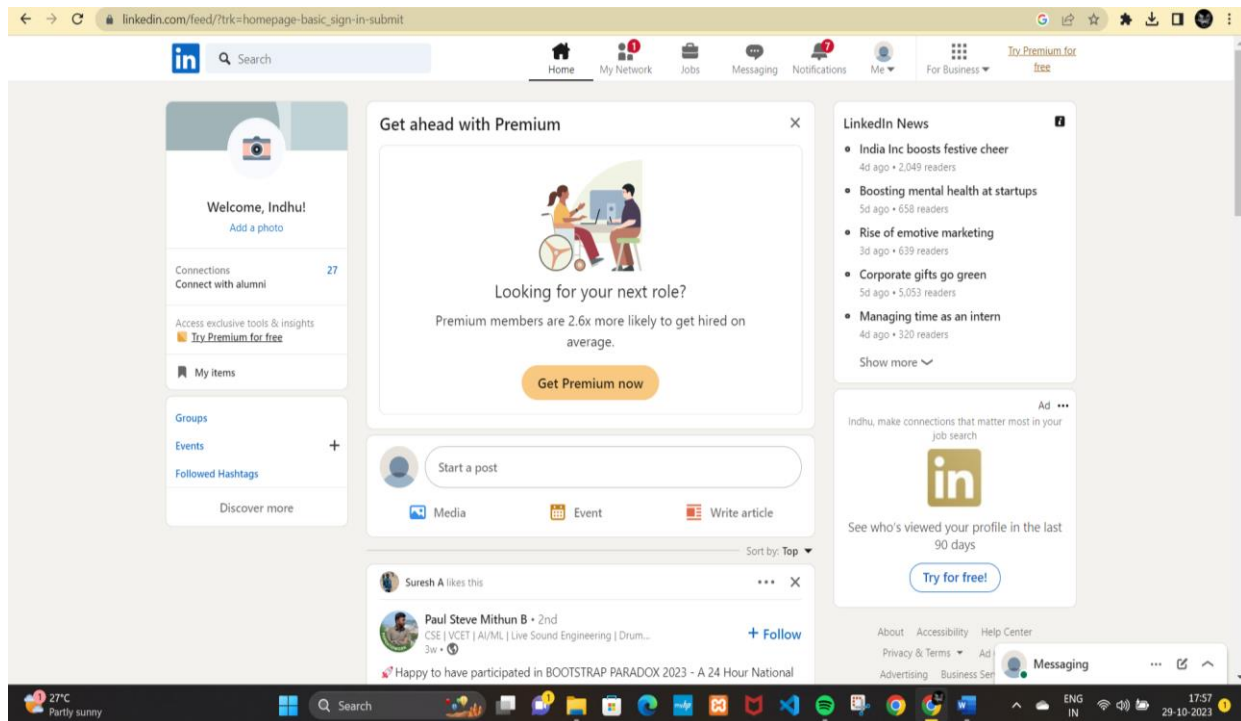 linkedin.com/feed/?trk=homepage-basic_sign-in-submit
in
Search
Home
My Network
1
Jobs
Messaging
Notifications
7
Me
For Business
Try Premium for
free
Welcome, Indhu!
Add a photo
Connections 27
Connect with alumni
Access exclusive tools & insights
Try Premium for free
My items
Groups
Events +
Followed Hashtags
Discover more
Get ahead with Premium
Looking for your next role?
Premium members are 2.6x more likely to get hired on
average.
Get Premium now
Start a post
Media
Event
Write article
Sort by: Top
Suresh A likes this
Paul Steve Mithun B • 2nd
CSE | VCET | AI/ML | Live Sound Engineering | Drum...
3w •
+ Follow
🚀Happy to have participated in BOOTSTRAP PARADOX 2023 - A 24 Hour National
LinkedIn News
India Inc boosts festive cheer
4d ago • 2,049 readers
Boosting mental health at startups
5d ago • 658 readers
Rise of emotive marketing
3d ago • 639 readers
Corporate gifts go green
5d ago • 5,053 readers
Managing time as an intern
4d ago • 320 readers
Show more
Ad •••
Indhu, make connections that matter most in your
job search
in
See who's viewed your profile in the last
90 days
Try for free!
About Accessibility Help Center
Privacy & Terms Ad
Advertising Business Ser
Messaging
27°C
Partly sunny
Search
ENG
IN
17:57
29-10-2023